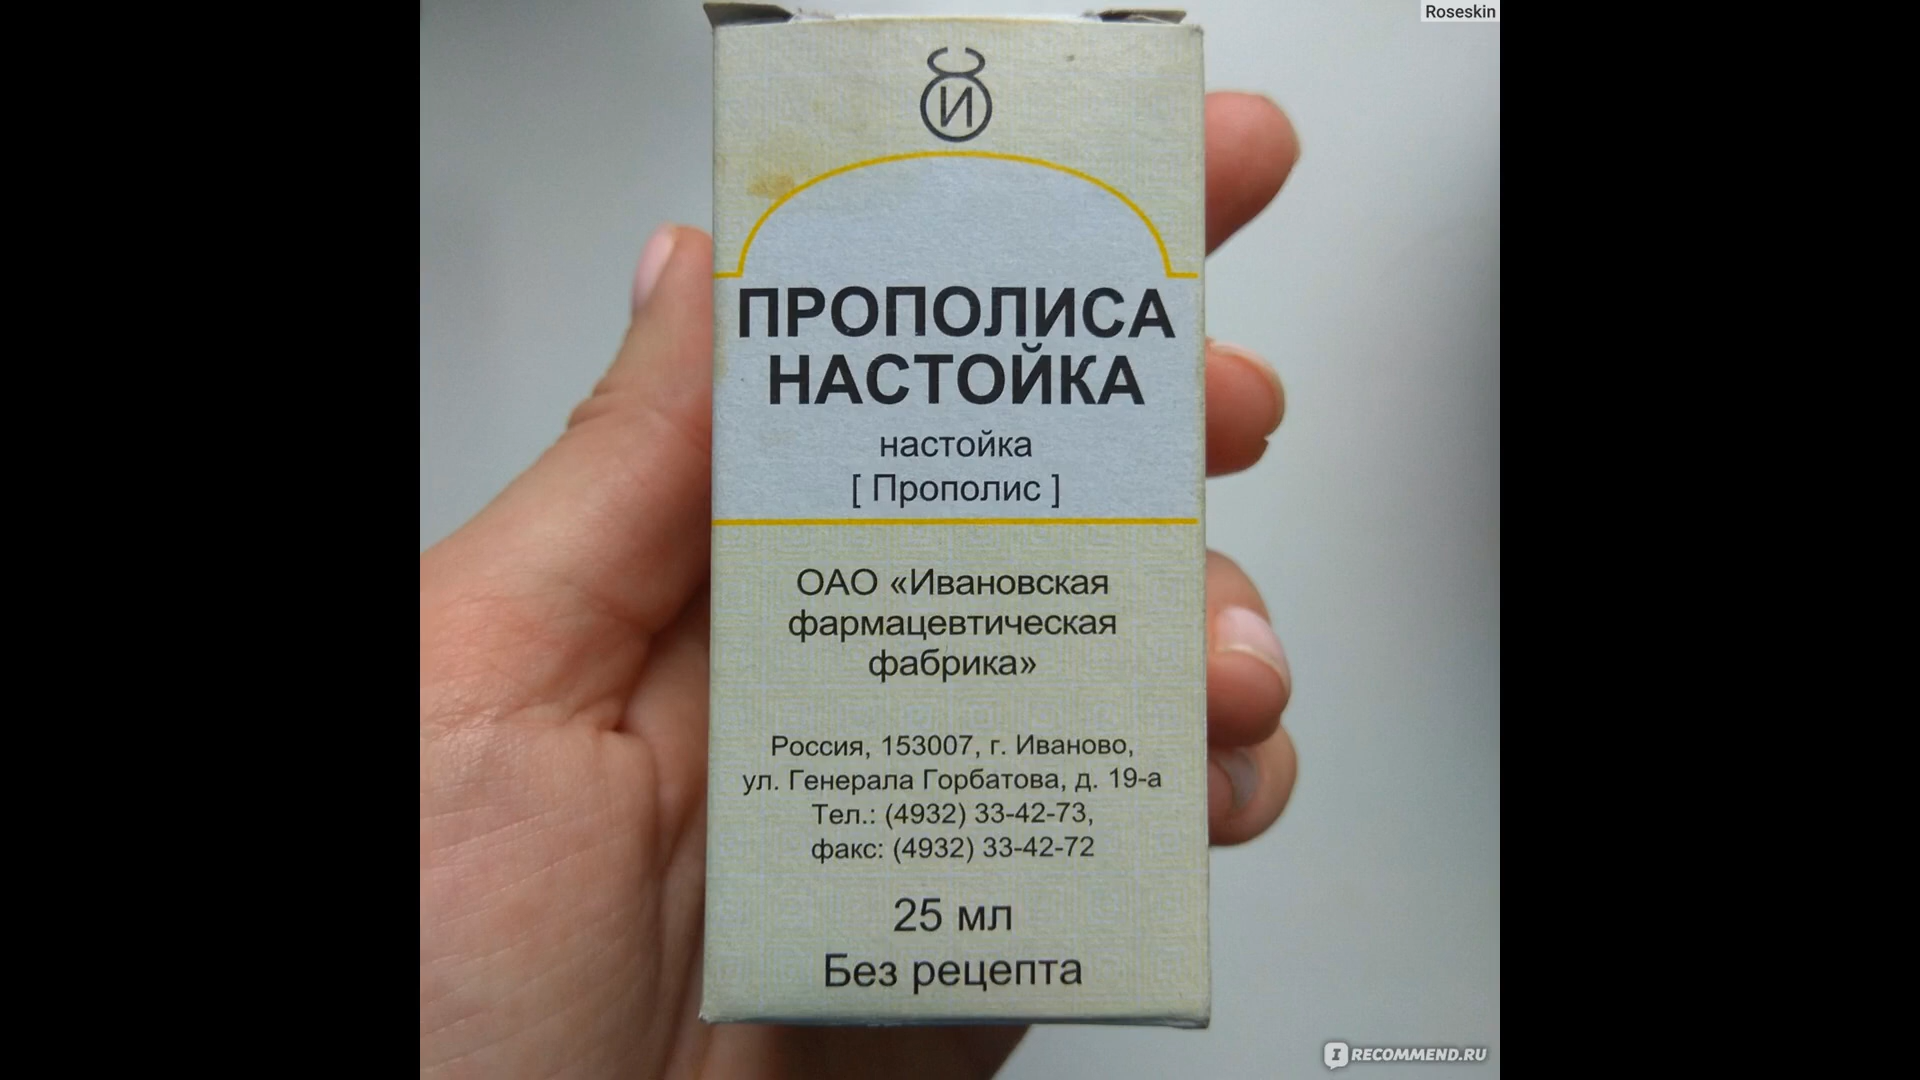 Roseskin
И
ПРОПОЛИСА
НАСТОЙКА
настойка
[ Прополис ]
ОАО «Ивановская
фармацевтическая
фабрика»
Россия, 153007, г. Иваново,
ул. Генерала Горбатова, д. 19-а
Тел.: (4932) 33-42-73,
факс: (4932) 33-42-72
25 мл
Без рецепта
I RECOMMEND.RU